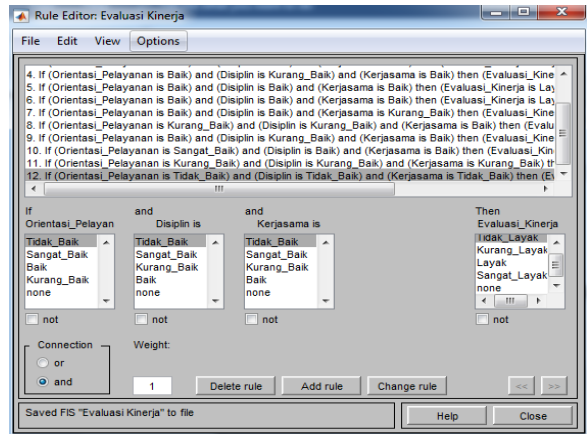 Rule Editor: Evaluasi Kinerja
File Edit View Options
4. If (Orientasi_Pelayanan is Baik) and (Disiplin is Kurang_Baik) and (Kerjasama is Baik) then (Evaluasi_Kine
5. If (Orientasi_Pelayanan is Baik) and (Disiplin is Baik) and (Kerjasama is Baik) then (Evaluasi_Kinerja is Lay
6. If (Orientasi_Pelayanan is Baik) and (Disiplin is Baik) and (Kerjasama is Baik) then (Evaluasi_Kinerja is Lay
7. If (Orientasi_Pelayanan is Baik) and (Disiplin is Baik) and (Kerjasama is Kurang_Baik) then (Evaluasi_Kine
8. If (Orientasi_Pelayanan is Kurang_Baik) and (Disiplin is Kurang_Baik) and (Kerjasama is Baik) then (Evalu
9. If (Orientasi_Pelayanan is Baik) and (Disiplin is Kurang_Baik) and (Kerjasama is Baik) then (Evaluasi_Kine
10. If (Orientasi_Pelayanan is Sangat_Baik) and (Disiplin is Baik) and (Kerjasama is Baik) then (Evaluasi_Kin
11. If (Orientasi_Pelayanan is Kurang_Baik) and (Disiplin is Kurang_Baik) and (Kerjasama is Kurang_Baik) th
12. If (Orientasi_Pelayanan is Tidak_Baik) and (Disiplin is Tidak_Baik) and (Kerjasama is Tidak_Baik) then (Ev
If and and Then
Orientasi_Pelayan Disiplin is Kerjasama is Evaluasi_Kinerja
Tidak_Baik Tidak_Baik Tidak_Baik Tidak_Layak
Sangat_Baik Sangat_Baik Sangat_Baik Kurang_Layak
Baik Kurang_Baik Kurang_Baik Layak
Kurang_Baik Baik Baik Sangat_Layak
none none none none
not not not not
Connection Weight:
or
and 1 Delete rule Add rule Change rule << >>
Saved FIS "Evaluasi Kinerja" to file Help Close